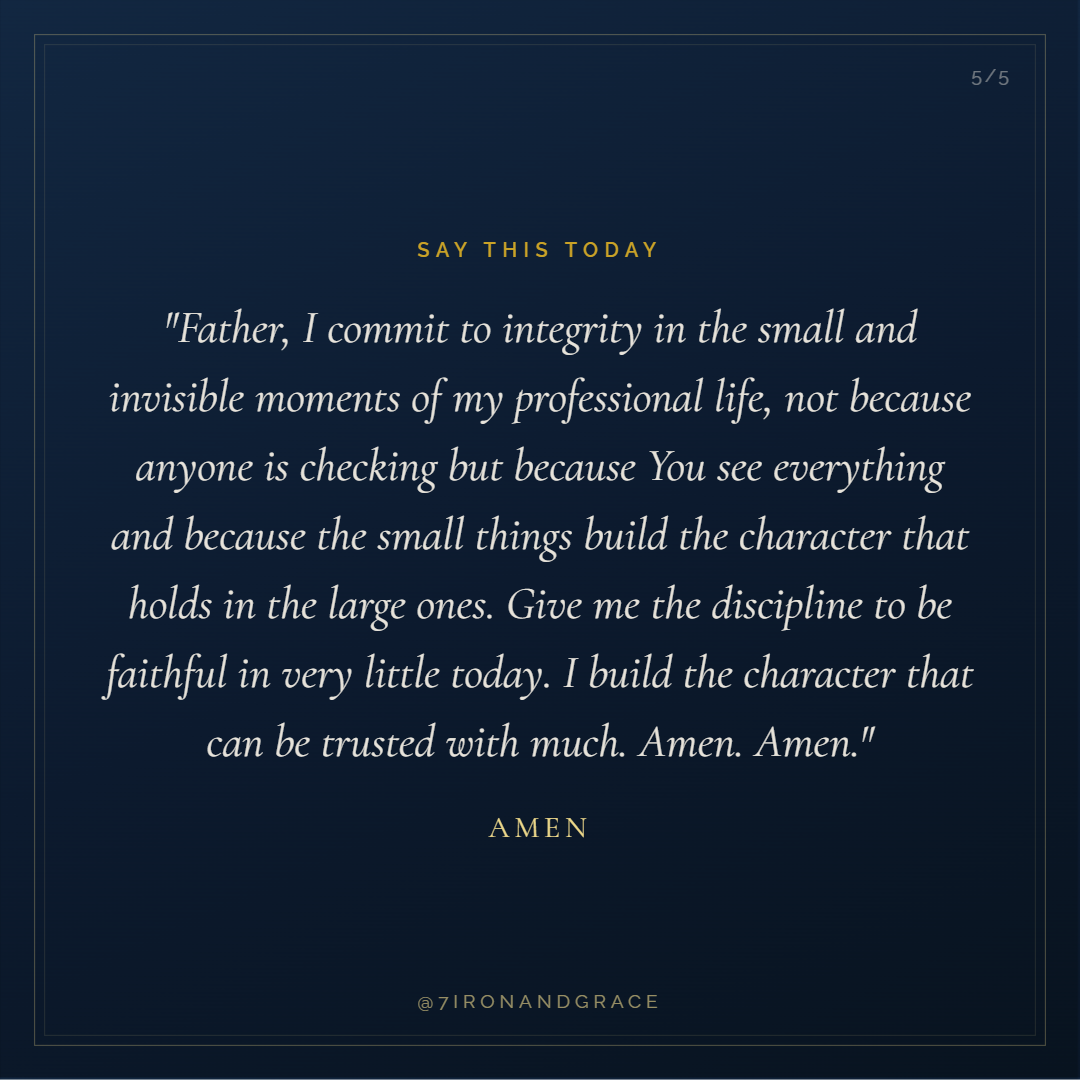 5/5
SAY THIS TODAY
"Father, I commit to integrity in the small and
invisible moments of my professional life, not because
anyone is checking but because You see everything
and because the small things build the character that
holds in the large ones. Give me the discipline to be
faithful in very little today. I build the character that
can be trusted with much. Amen. Amen."
AMEN
@7IRONANDGRACE